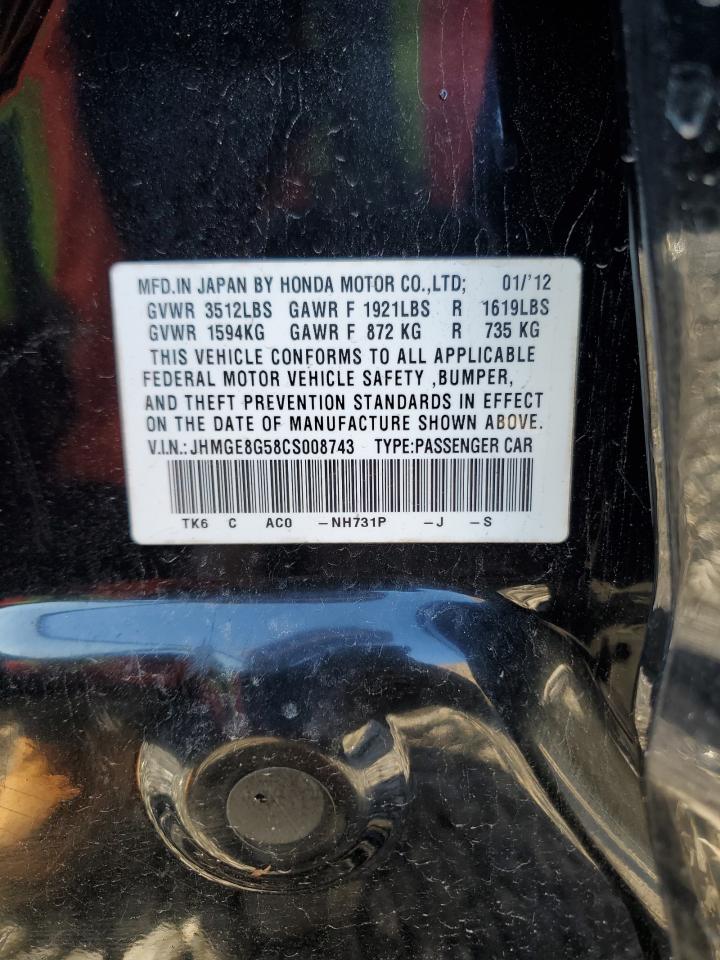 MFD.IN JAPAN BY HONDA MOTOR CO.,LTD; 01/'12
GVWR 3512LBS GAWR F 1921LBS R 1619LBS
GVWR 1594KG GAWR F 872 KG R 735 KG
THIS VEHICLE CONFORMS TO ALL APPLICABLE
FEDERAL MOTOR VEHICLE SAFETY ,BUMPER,
AND THEFT PREVENTION STANDARDS IN EFFECT
ON THE DATE OF MANUFACTURE SHOWN ABOVE.
V.I.N.: JHMGE8G58CS008743 TYPE:PASSENGER CAR
TK6 C AC0 -NH731P -J -S